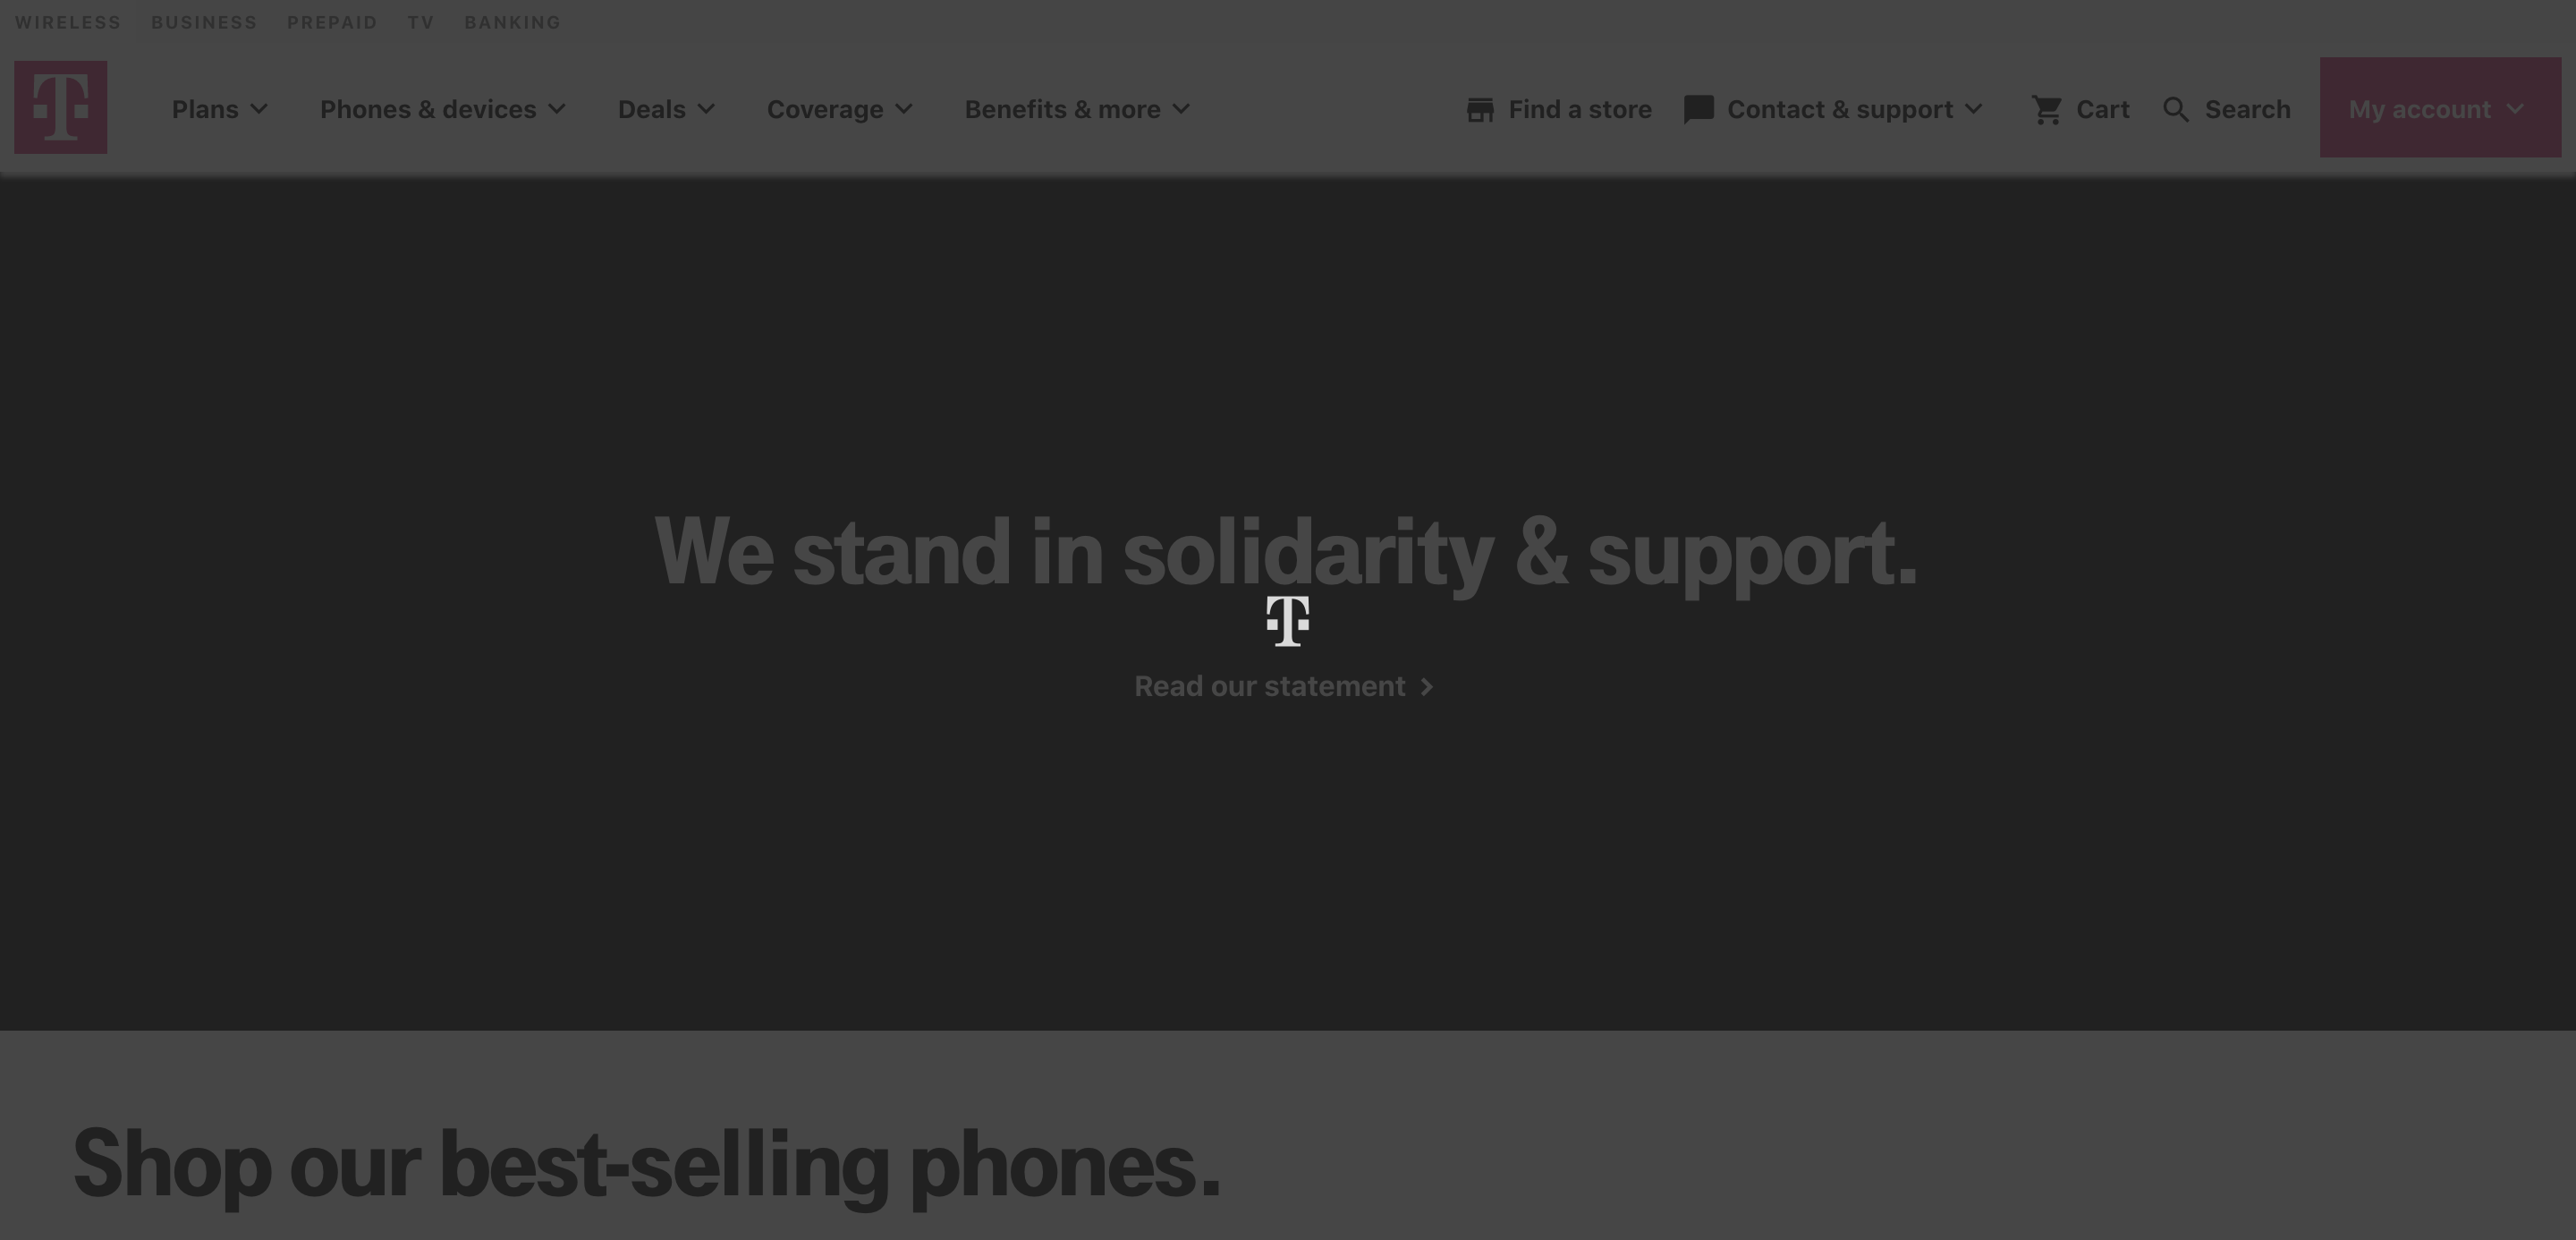 WIRELESS BUSINESS PREPAID TV BANKING
T Plans Phones & devices Deals Coverage Benefits & more Find a store Contact & support Cart Search My account
We stand in solidarity & support.
T
Read our statement
Shop our best-selling phones.